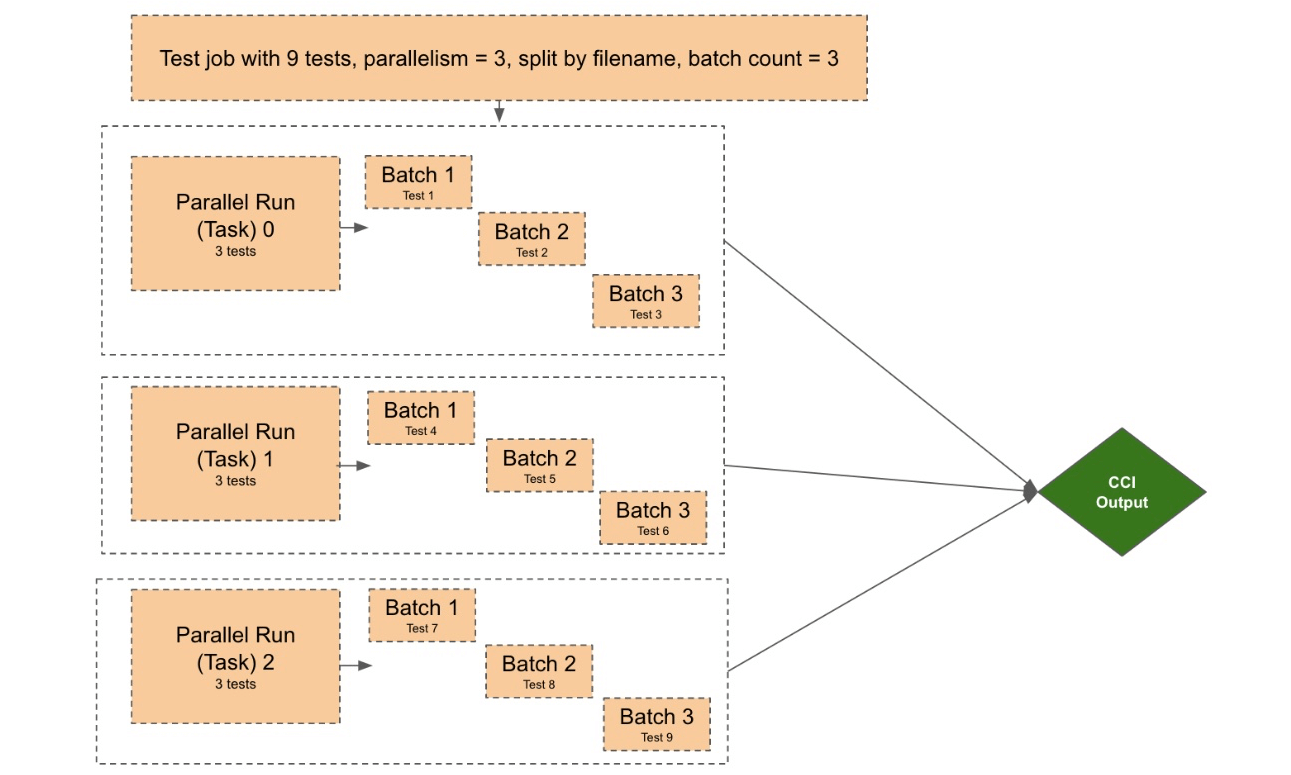 Test job with 9 tests, parallelism = 3, split by filename, batch count = 3
Parallel Run
(Task) 0
3 tests
Batch 1
Test 1
Batch 2
Test 2
Batch 3
Test 3
Parallel Run
(Task) 1
3 tests
Batch 1
Test 4
Batch 2
Test 5
Batch 3
Test 6
CCI
Output
Parallel Run
(Task) 2
3 tests
Batch 1
Test 7
Batch 2
Test 8
Batch 3
Test 9